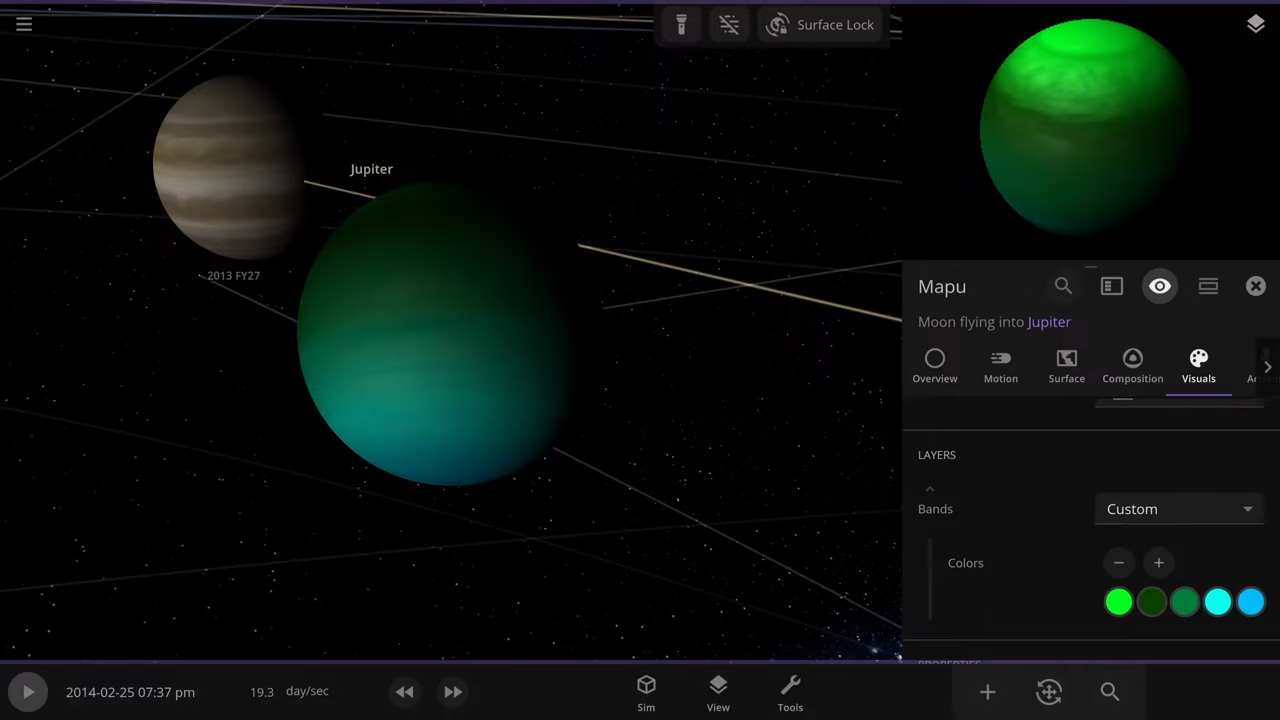 Surface Lock
Jupiter
2013 FY27
Mapu
Moon flying into Jupiter
Overview
Motion
Surface
Composition
Visuals
LAYERS
Bands
Custom
Colors
2014-02-25 07:37 pm
19.3 day/sec
Sim
View
Tools